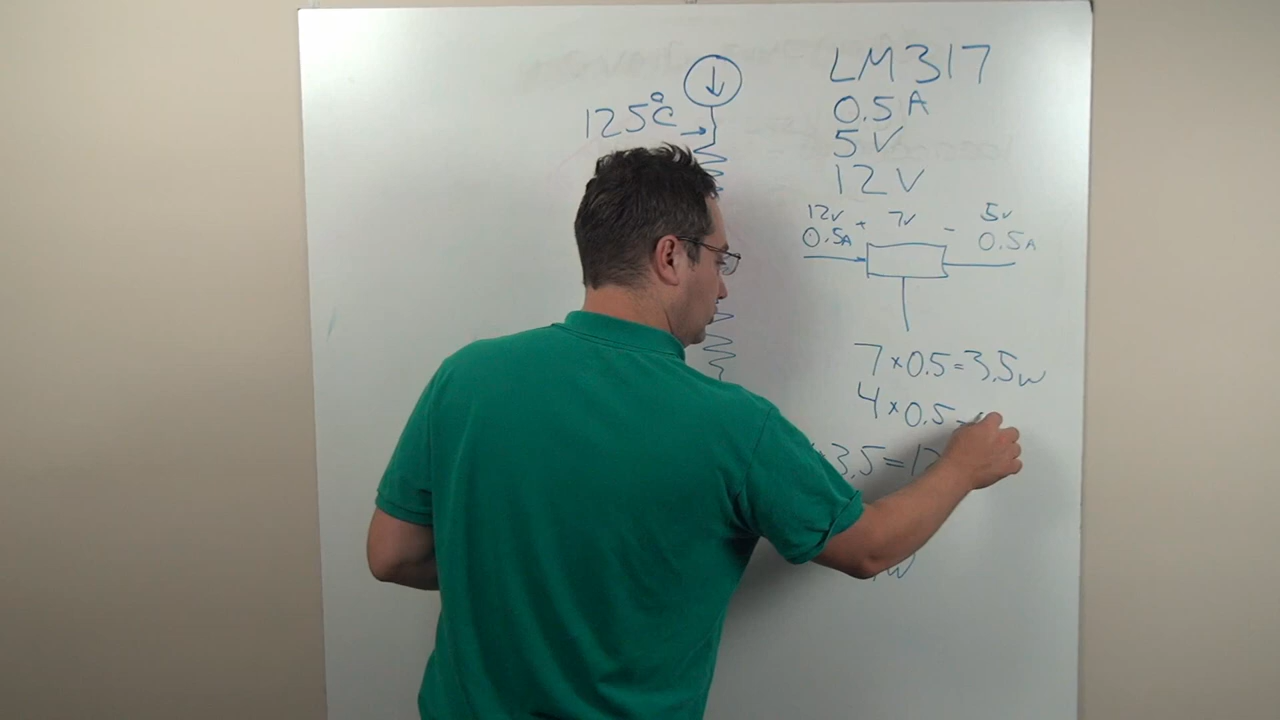 LM317
0.5A
5V
12V
125°C
12V + 7V - 5V
0.5A 0.5A
7×0.5=3.5W
4×0.5=
3.5=12
W